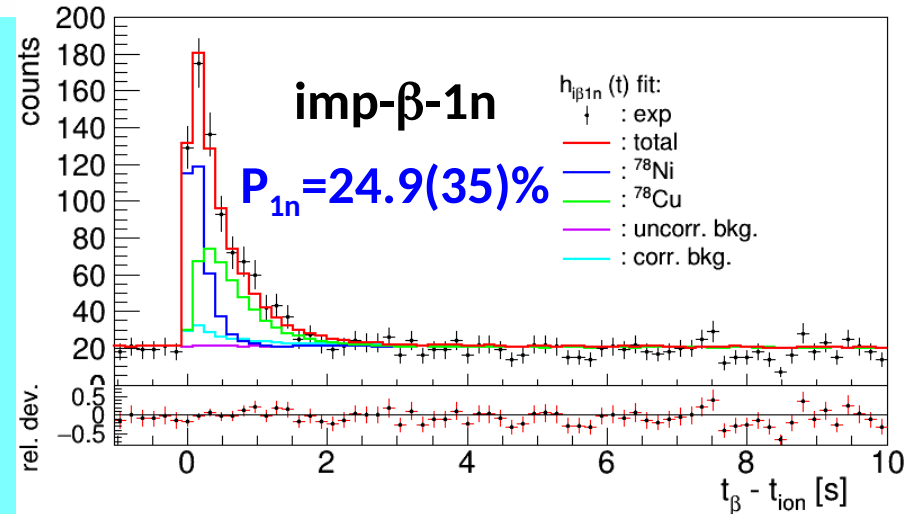 counts
200
180
160
140
120
100
80
60
40
20
0
imp-β-1n
P1n=24.9(35)%
hiβ1n (t) fit:
: exp
: total
: 78Ni
: 78Cu
: uncorr. bkg.
: corr. bkg.
rel. dev.
0.5
0
−0.5
0 2 4 6 8 10
tβ - tion [s]